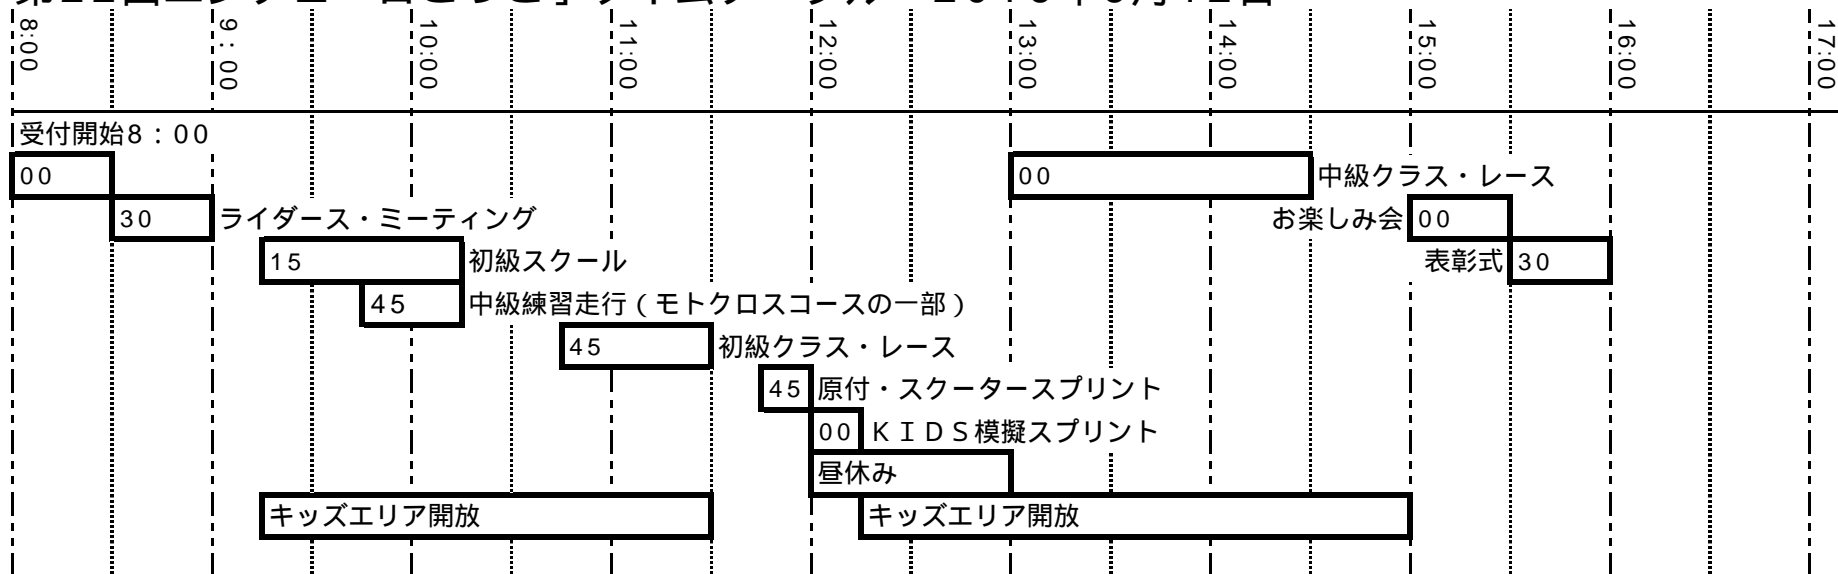 8:00 9:00 10:00 11:00 12:00 13:00 14:00 15:00 16:00 17:00
受付開始8:00
00
00 中級クラス・レース
30 ライダース・ミーティング
お楽しみ会 00
15 初級スクール
表彰式 30
45 中級練習走行(モトクロスコースの一部)
45 初級クラス・レース
45 原付・スクータースプリント
00 KIDS模擬スプリント
昼休み
キッズエリア開放
キッズエリア開放